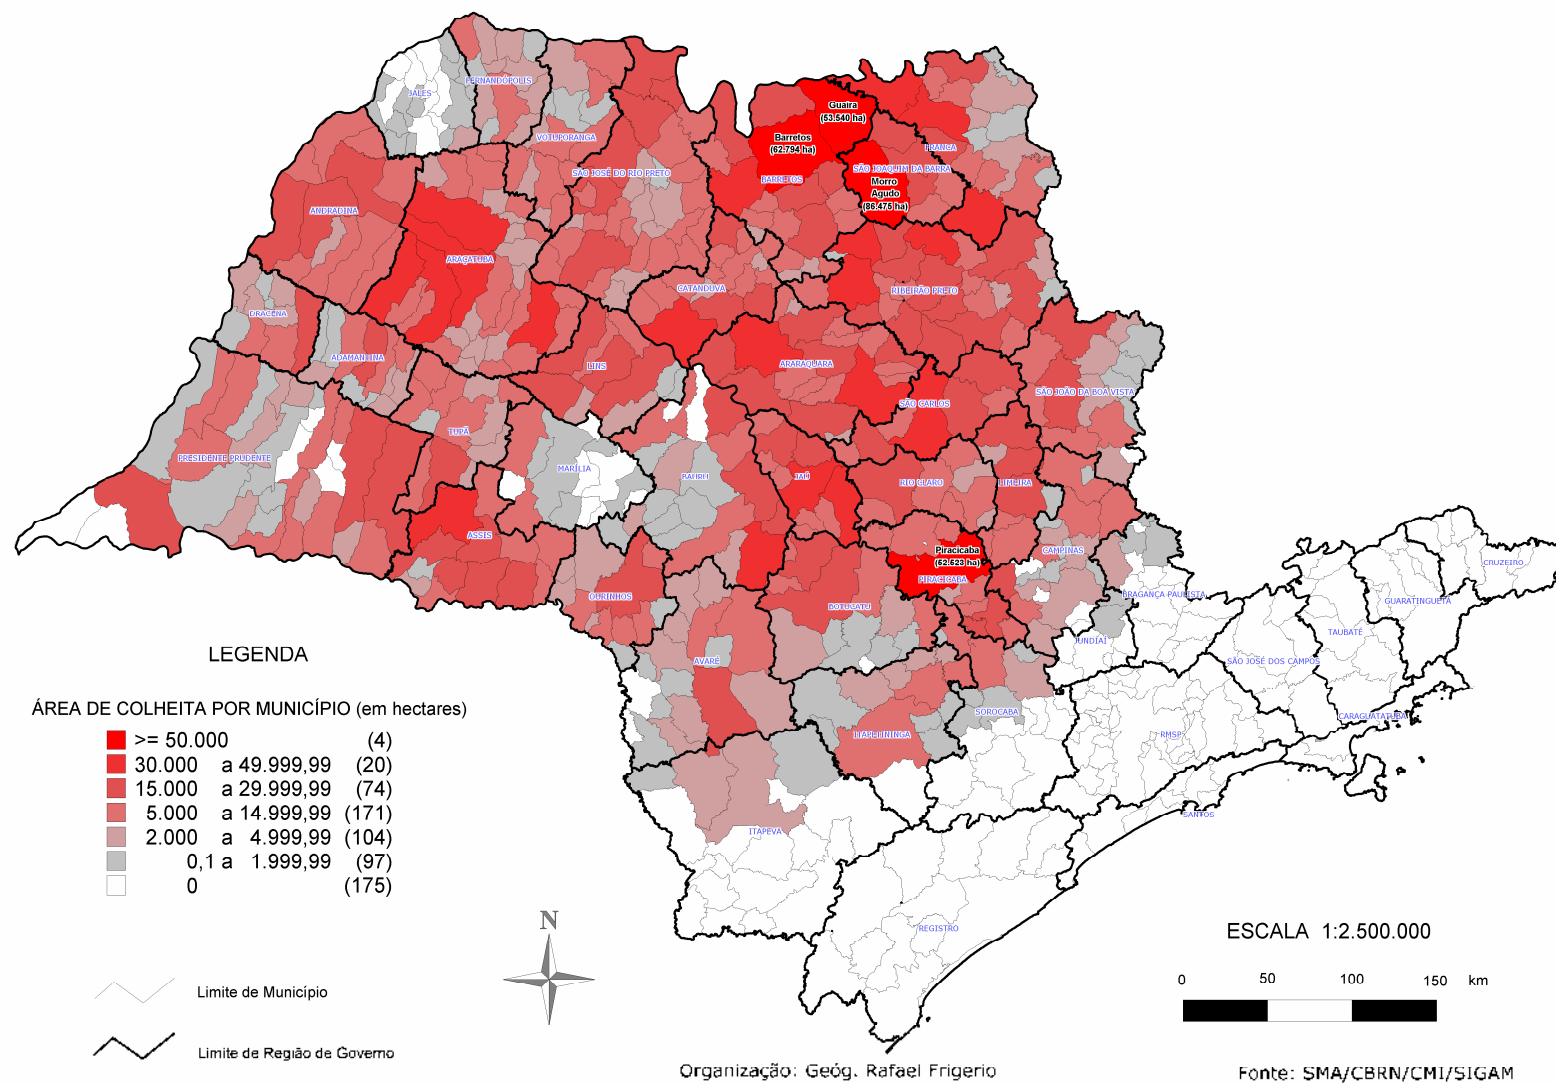 JALES
FERNANDÓPOLIS
VOTUPORANGA
SÃO JOSÉ DO RIO PRETO
Guaira
(53.540 ha)
Barretos
(62.794 ha)
BARRETOS
FRANCA
SÃO JOAQUIM DA BARRA
Morro
Agudo
(86.475 ha)
ANDRADINA
ARAÇATUBA
CATANDUVA
RIBEIRÃO PRETO
DRACENA
ADAMANTINA
LINS
ARARAQUARA
SÃO CARLOS
SÃO JOÃO DA BOA VISTA
TUPÃ
PRESIDENTE PRUDENTE
MARÍLIA
BAURU
JAÚ
RIO CLARO
LIMEIRA
ASSIS
Piracicaba
(52.523 ha)
PIRACICABA
CAMPINAS
OURINHOS
BOTUCATU
BRAGANÇA PAULISTA
JUNDIAÍ
CRUZEIRO
GUARATINGUETÁ
TAUBATÉ
SÃO JOSÉ DOS CAMPOS
AVARÉ
SOROCABA
ITAPETININGA
RMSP
CARAGUATATUBA
SANTOS
ITAPEVA
REGISTRO
LEGENDA
ÁREA DE COLHEITA POR MUNICÍPIO (em hectares)
>= 50.000 (4)
30.000 a 49.999,99 (20)
15.000 a 29.999,99 (74)
5.000 a 14.999,99 (171)
2.000 a 4.999,99 (104)
0,1 a 1.999,99 (97)
0 (175)
N
Limite de Município
Limite de Região de Governo
ESCALA 1:2.500.000
0 50 100 150 km
Organização: Geóg. Rafael Frigerio
Fonte: SMA/CBRN/CMI/SIGAM